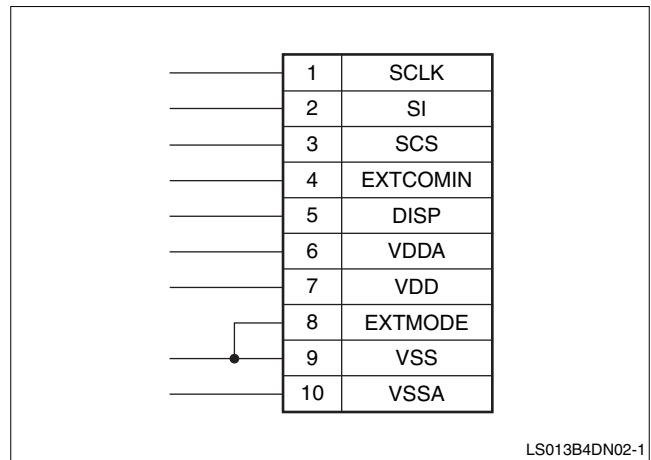 1 SCLK
2 SI
3 SCS
4 EXTCOMIN
5 DISP
6 VDDA
7 VDD
8 EXTMODE
9 VSS
10 VSSA
LS013B4DN02-1